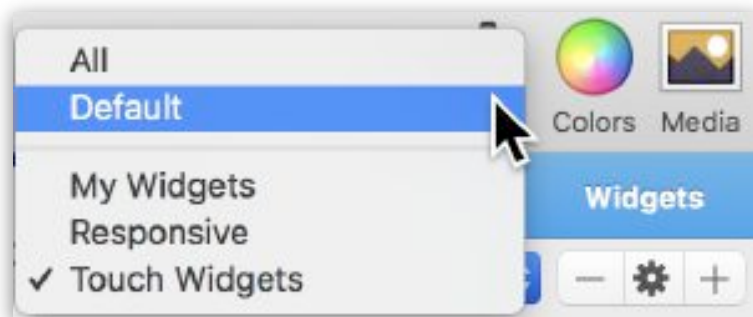 All
Default
Colors Media
My Widgets
Widgets
Responsive
Touch Widgets